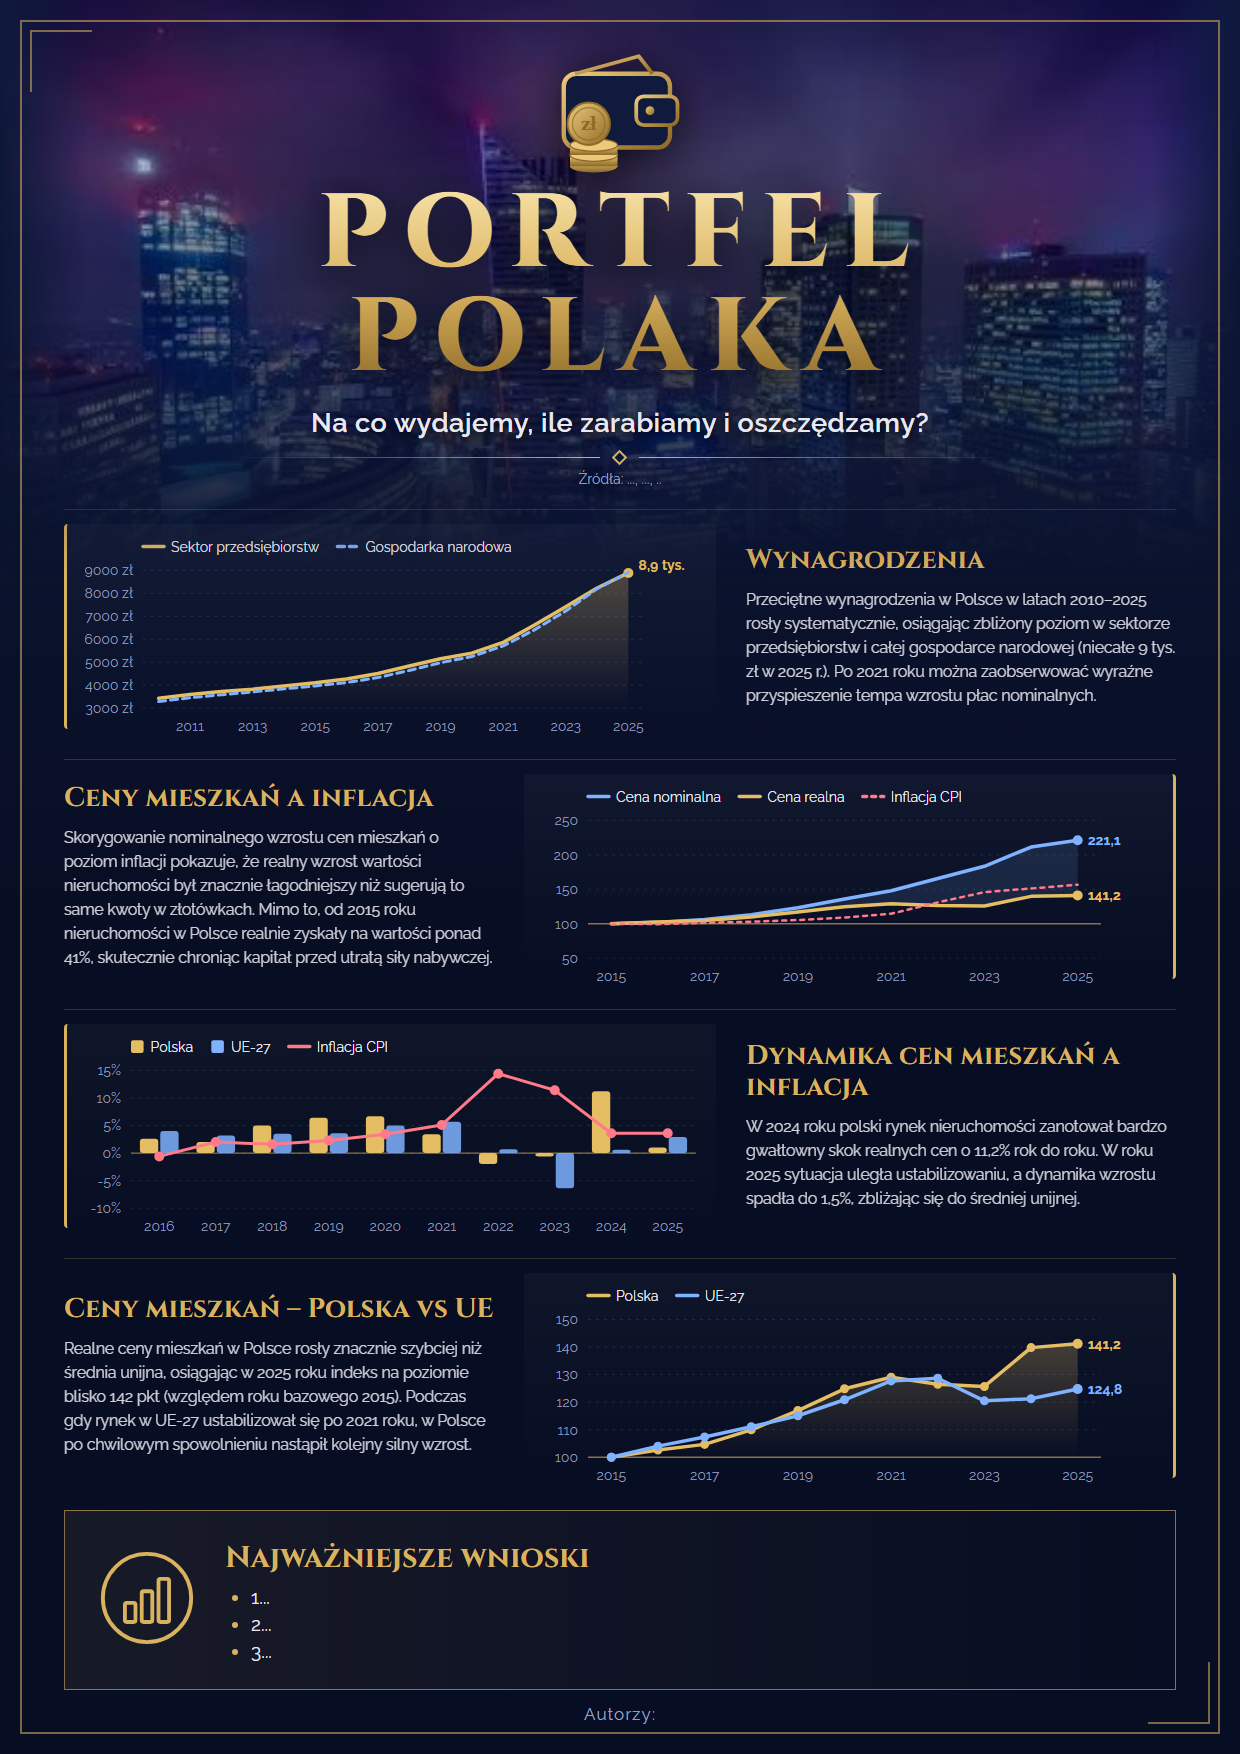 zł
PORTFEL
POLAKA
Na co wydajemy, ile zarabiamy i oszczędzamy?
Źródła: ..., ..., ..
Sektor przedsiębiorstw Gospodarka narodowa
9000 zł
8000 zł
7000 zł
6000 zł
5000 zł
4000 zł
3000 zł
8,9 tys.
2011 2013 2015 2017 2019 2021 2023 2025
Wynagrodzenia
Przeciętne wynagrodzenia w Polsce w latach 2010–2025
rosły systematycznie, osiągając zbliżony poziom w sektorze
przedsiębiorstw i całej gospodarce narodowej (niecałe 9 tys.
zł w 2025 r.). Po 2021 roku można zaobserwować wyraźne
przyspieszenie tempa wzrostu płac nominalnych.
Ceny mieszkań a inflacja
Skorygowanie nominalnego wzrostu cen mieszkań o
poziom inflacji pokazuje, że realny wzrost wartości
nieruchomości był znacznie łagodniejszy niż sugerują to
same kwoty w złotówkach. Mimo to, od 2015 roku
nieruchomości w Polsce realnie zyskały na wartości ponad
41%, skutecznie chroniąc kapitał przed utratą siły nabywczej.
Cena nominalna Cena realna Inflacja CPI
250
200
150
100
50
221,1
141,2
2015 2017 2019 2021 2023 2025
Polska UE-27 Inflacja CPI
15%
10%
5%
0%
-5%
-10%
2016 2017 2018 2019 2020 2021 2022 2023 2024 2025
Dynamika cen mieszkań a
inflacja
W 2024 roku polski rynek nieruchomości zanotował bardzo
gwałtowny skok realnych cen o 11,2% rok do roku. W roku
2025 sytuacja uległa ustabilizowaniu, a dynamika wzrostu
spadła do 1,5%, zbliżając się do średniej unijnej.
Ceny mieszkań – Polska vs UE
Realne ceny mieszkań w Polsce rosły znacznie szybciej niż
średnia unijna, osiągając w 2025 roku indeks na poziomie
blisko 142 pkt (względem roku bazowego 2015). Podczas
gdy rynek w UE-27 ustabilizował się po 2021 roku, w Polsce
po chwilowym spowolnieniu nastąpił kolejny silny wzrost.
Polska UE-27
150
140
130
120
110
100
141,2
124,8
2015 2017 2019 2021 2023 2025
Najważniejsze wnioski
• 1...
• 2...
• 3...
Autorzy: